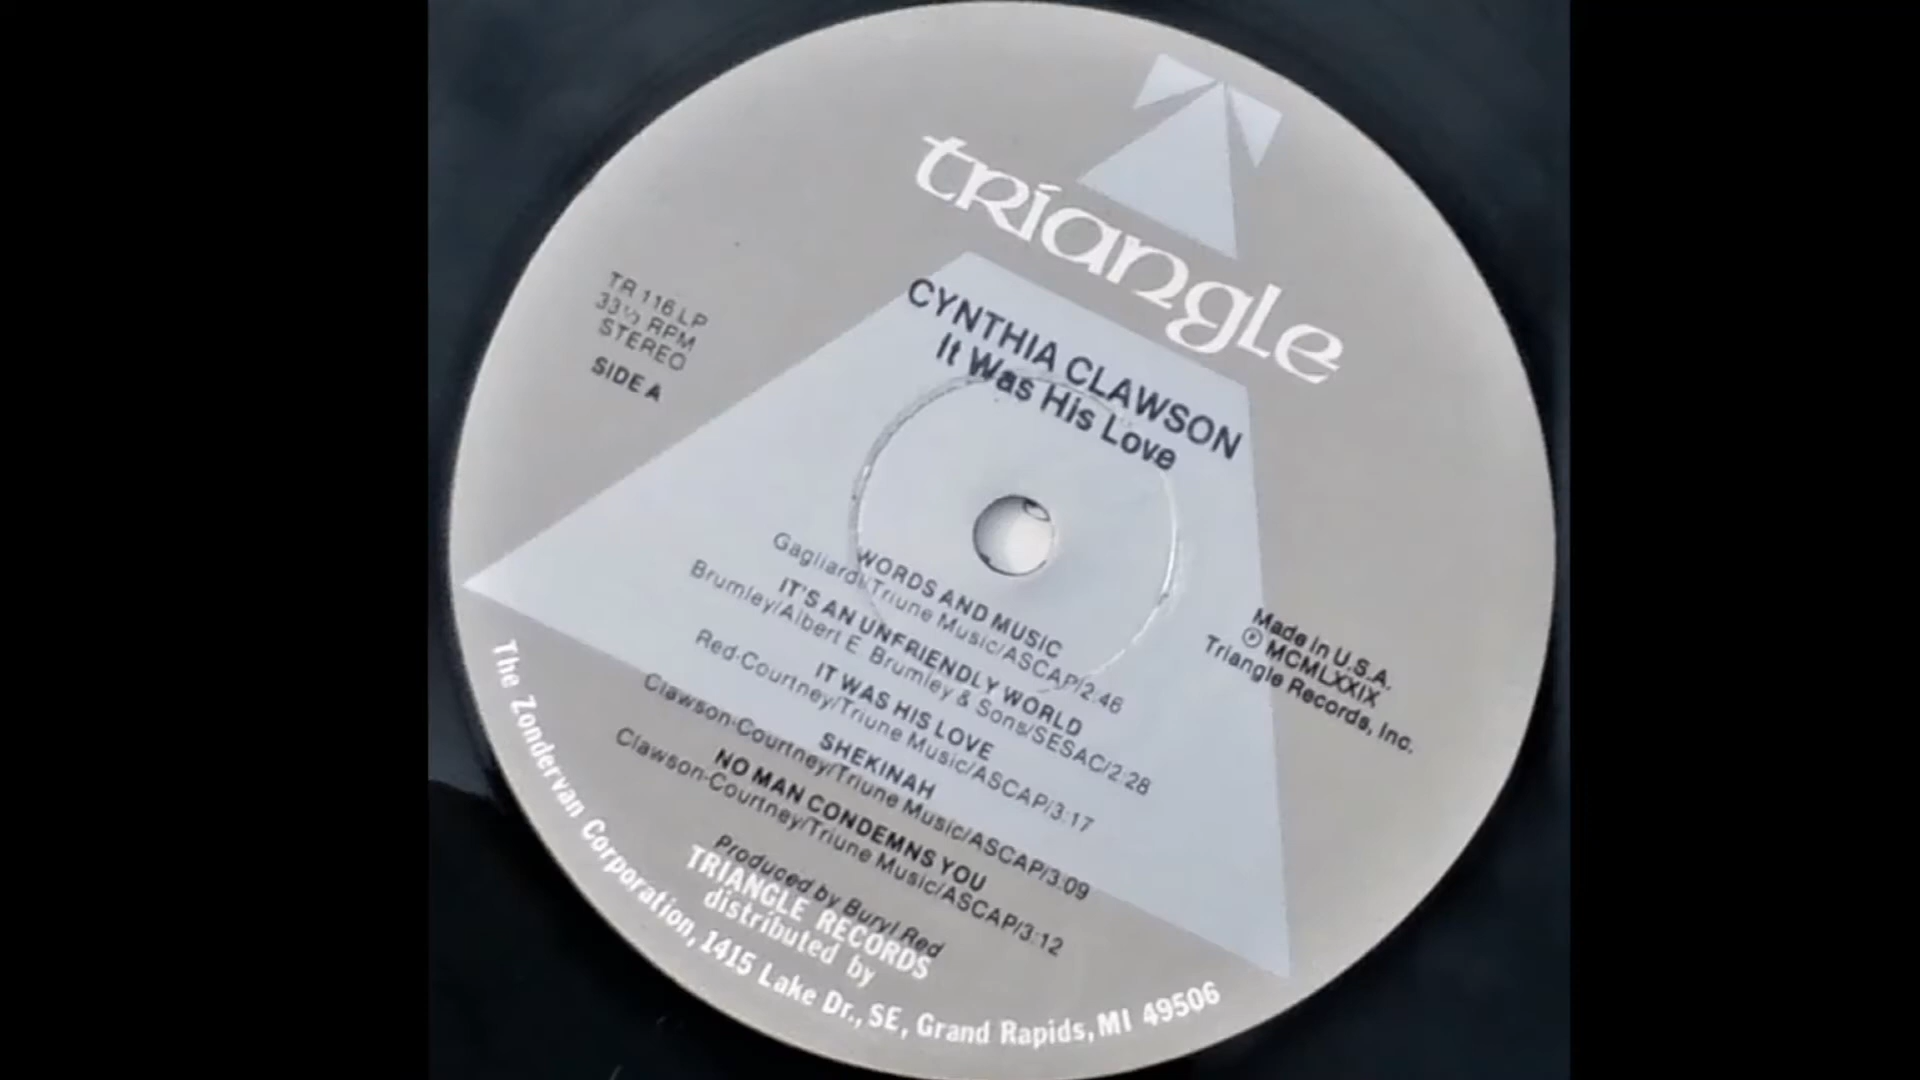 triangle
CYNTHIA CLAWSON
It Was His Love
TR 116 LP
33⅓ RPM
STEREO
SIDE A
WORDS AND MUSIC
Gagliardi/Triune Music/ASCAP/2:46
IT'S AN UNFRIENDLY WORLD
Brumley/Albert E. Brumley & Sons/SESAC/2:28
IT WAS HIS LOVE
Red-Courtney/Triune Music/ASCAP/3:17
SHEKINAH
Clawson-Courtney/Triune Music/ASCAP/3:09
NO MAN CONDEMNS YOU
Clawson-Courtney/Triune Music/ASCAP/3:12
Produced by Buryl Red
Made in U.S.A.
℗ MCMLXXIX
Triangle Records, Inc.
TRIANGLE RECORDS
distributed by
The Zondervan Corporation, 1415 Lake Dr., SE, Grand Rapids, MI 49506